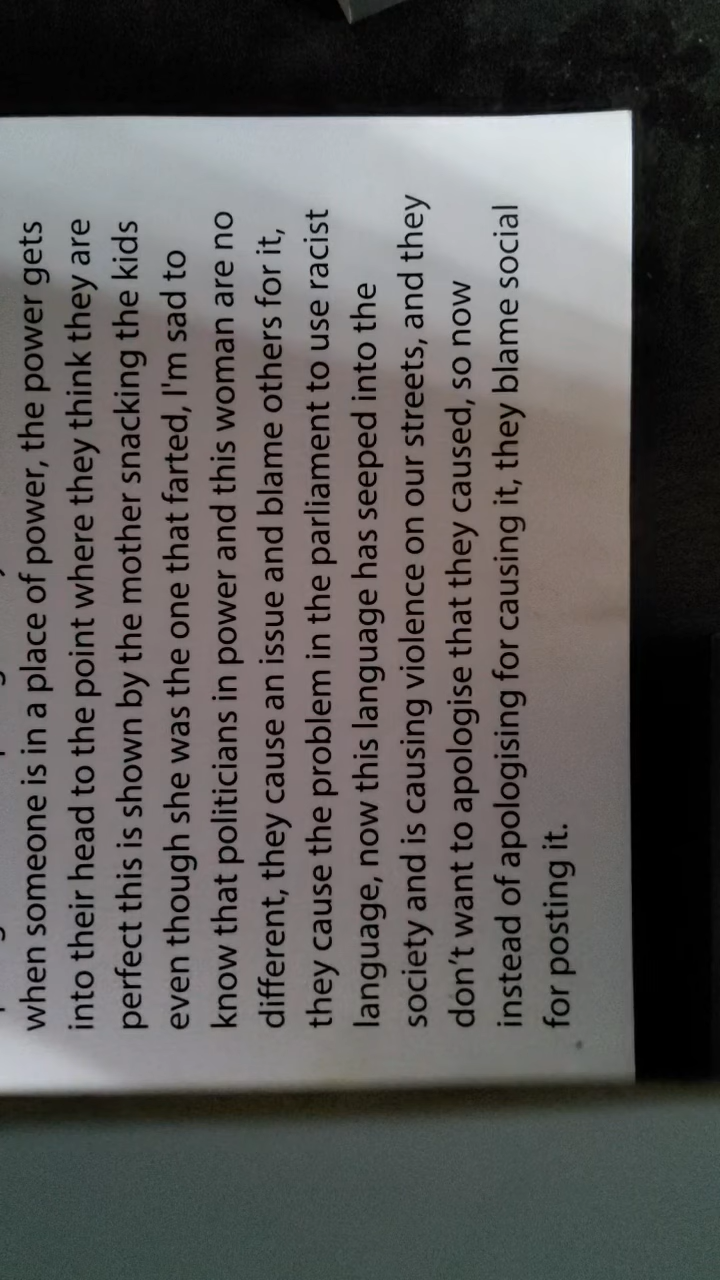 when someone is in a place of power, the power gets
into their head to the point where they think they are
perfect this is shown by the mother snacking the kids
even though she was the one that farted, I'm sad to
know that politicians in power and this woman are no
different, they cause an issue and blame others for it,
they cause the problem in the parliament to use racist
language, now this language has seeped into the
society and is causing violence on our streets, and they
don't want to apologise that they caused, so now
instead of apologising for causing it, they blame social
for posting it.